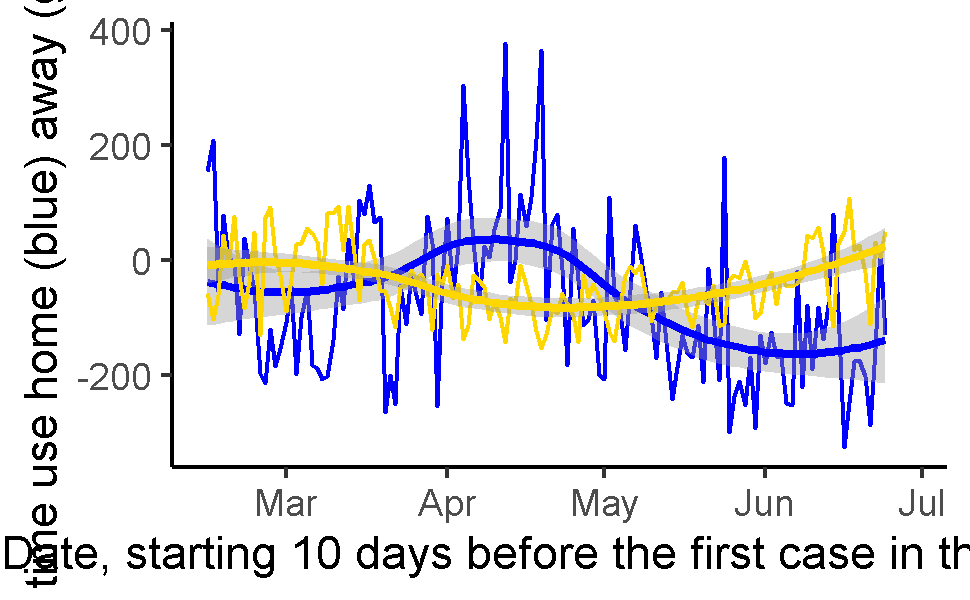 time use home (blue) away (
400
200
0
-200
Mar Apr May Jun Jul
Date, starting 10 days before the first case in th